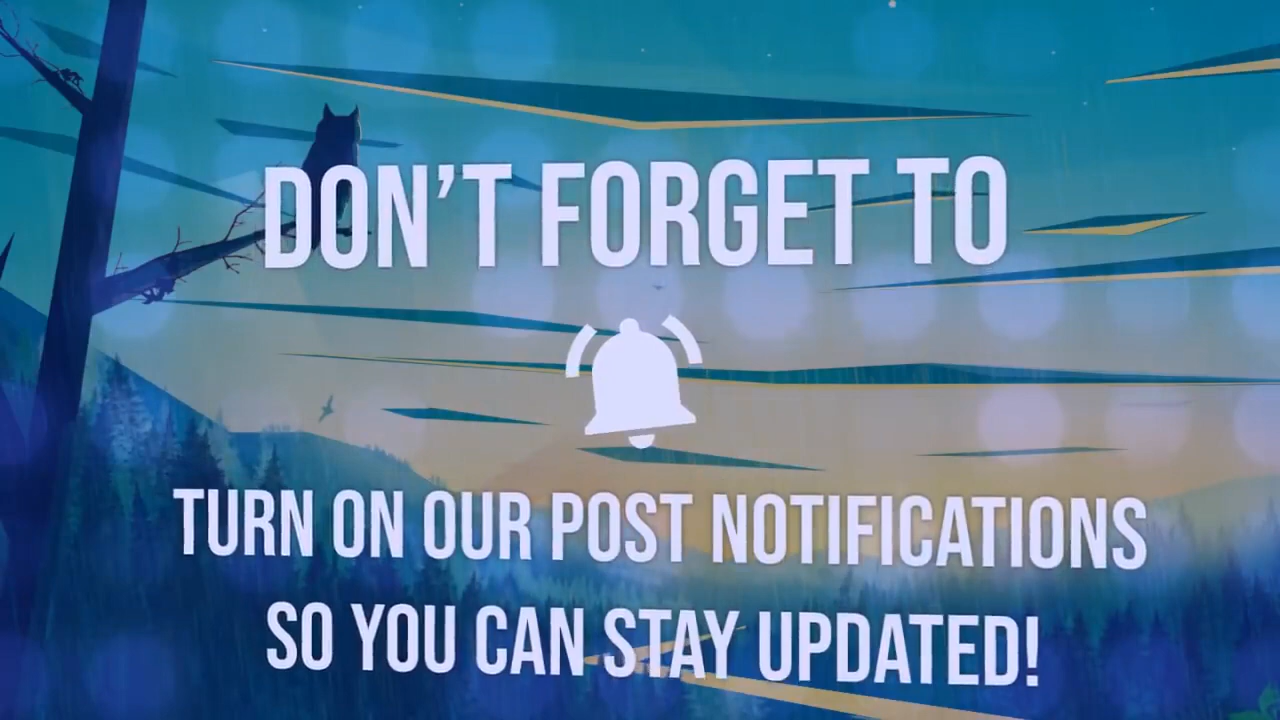 DON'T FORGET TO
TURN ON OUR POST NOTIFICATIONS
SO YOU CAN STAY UPDATED!